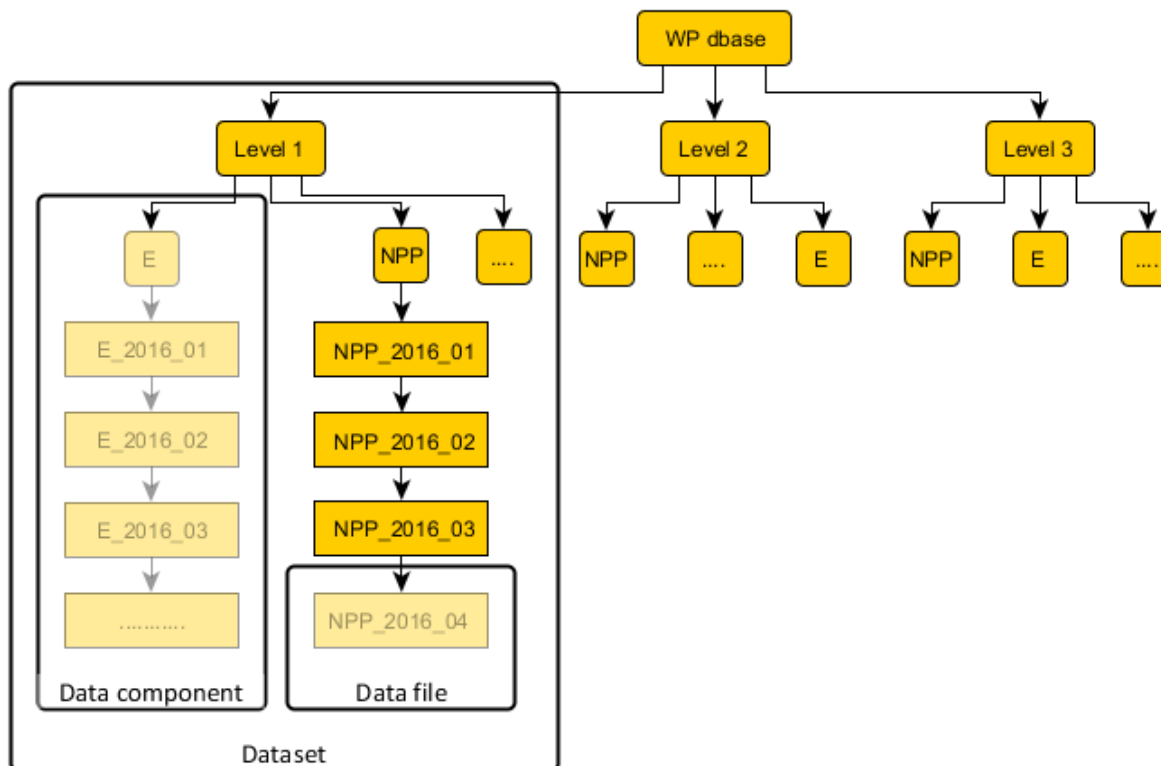 WP dbase
Level 1
Level 2
Level 3
E
NPP
....
NPP
....
E
NPP
E
....
E_2016_01
NPP_2016_01
E_2016_02
NPP_2016_02
E_2016_03
NPP_2016_03
..........
NPP_2016_04
Data component
Data file
Dataset